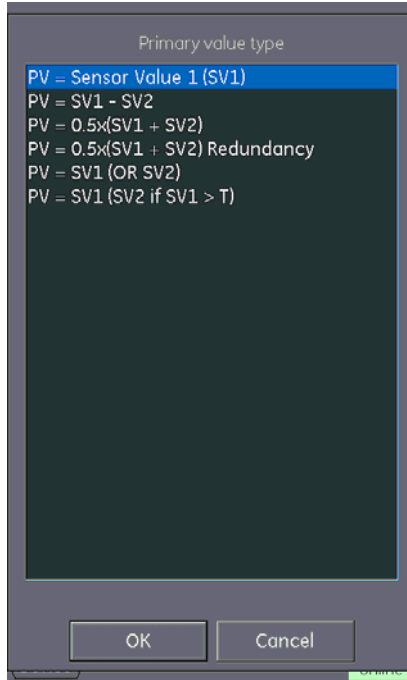 Primary value type
PV = Sensor Value 1 (SV1)
PV = SV1 - SV2
PV = 0.5x(SV1 + SV2)
PV = 0.5x(SV1 + SV2) Redundancy
PV = SV1 (OR SV2)
PV = SV1 (SV2 if SV1 > T)
OK
Cancel